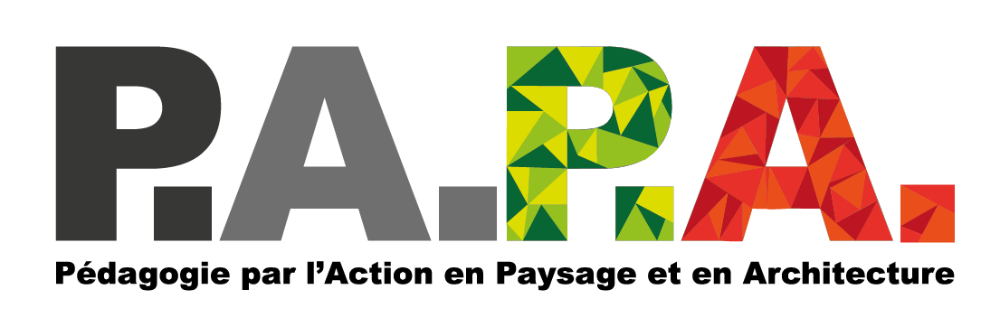 P.A.P.A.
Pédagogie par l’Action en Paysage et en Architecture